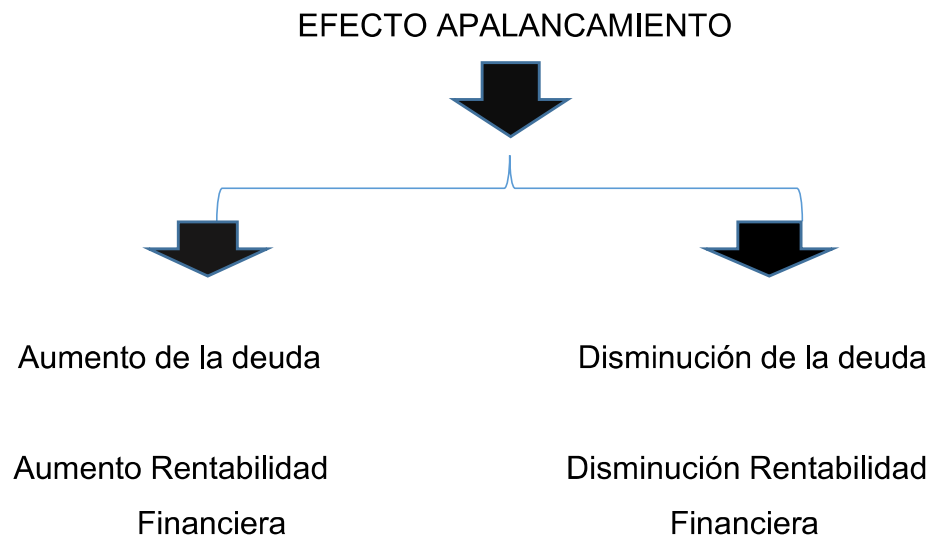 EFECTO APALANCAMIENTO
Aumento de la deuda
Disminución de la deuda
Aumento Rentabilidad
Financiera
Disminución Rentabilidad
Financiera